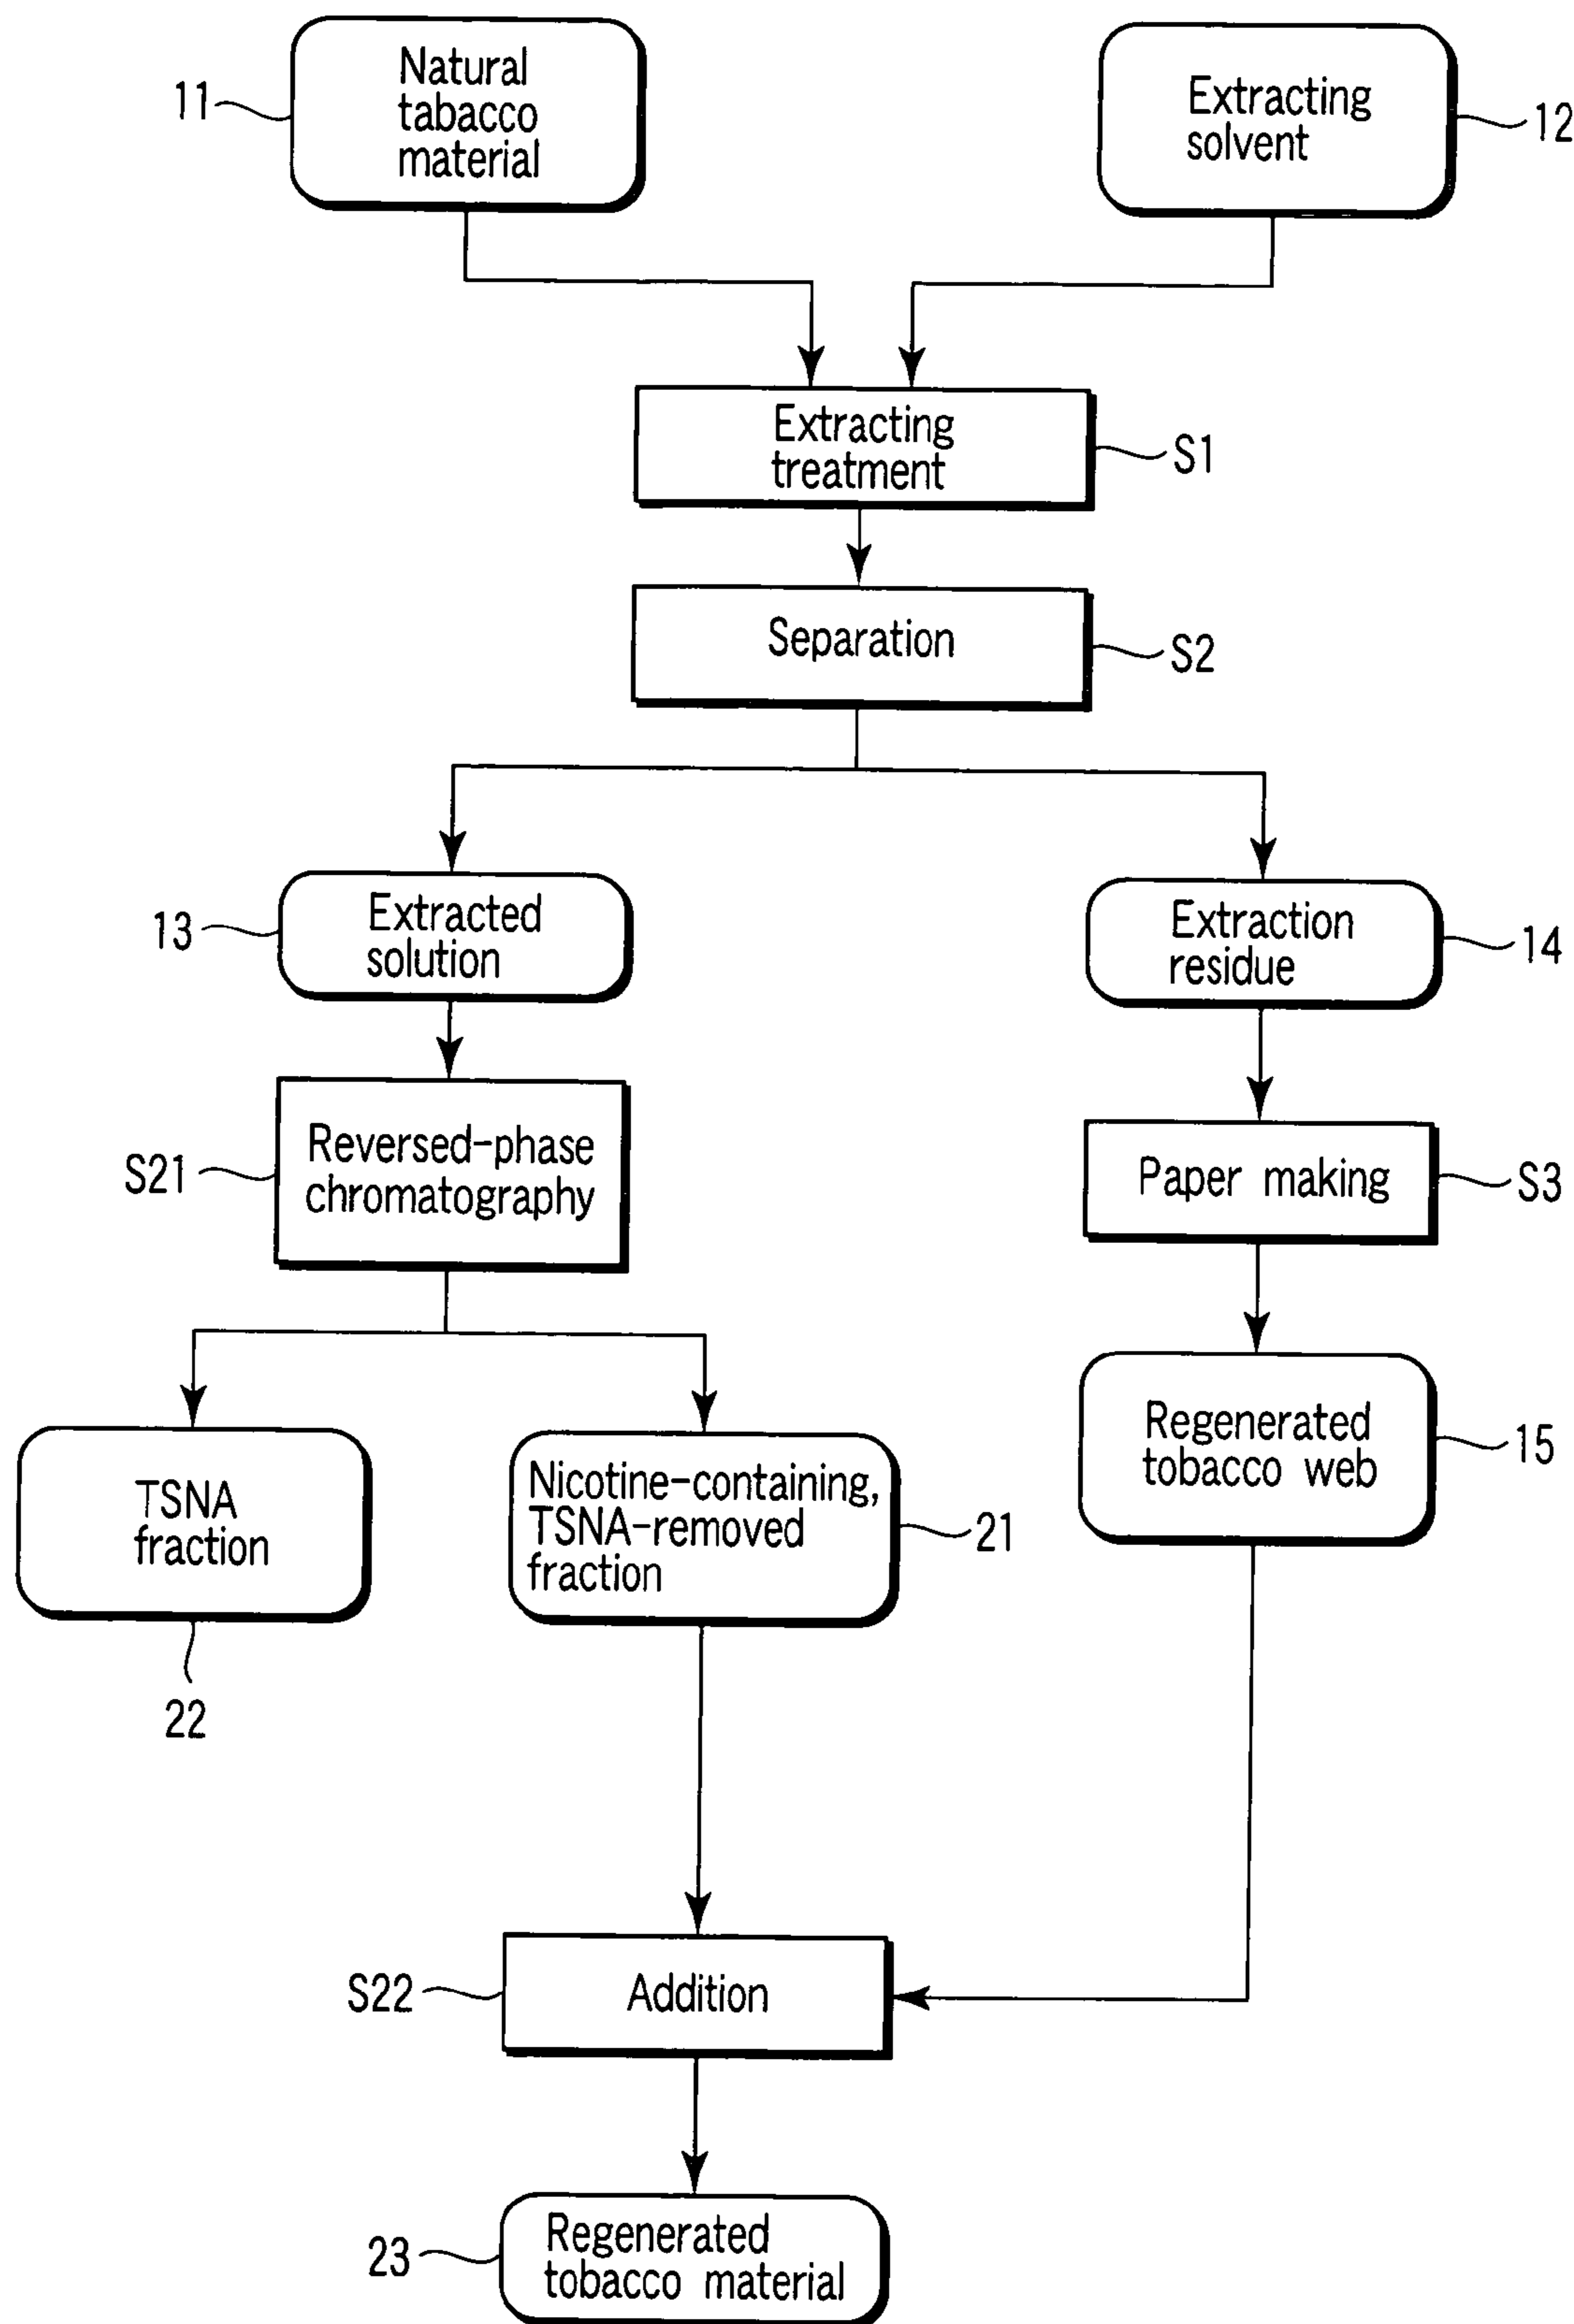 Natural
tabacco
material
11
Extracting
solvent
12
Extracting
treatment
S1
Separation
S2
Extracted
solution
13
Extraction
residue
14
Reversed-phase
chromatography
S21
Paper making
S3
TSNA
fraction
22
Nicotine-containing,
TSNA-removed
fraction
21
Regenerated
tobacco web
15
Addition
S22
Regenerated
tobacco material
23